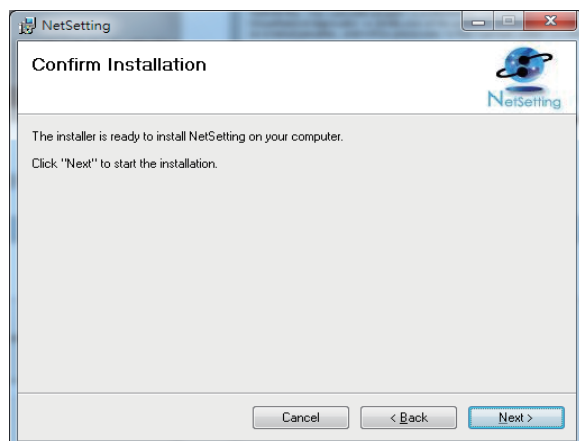 NetSetting
Confirm Installation
NetSetting
The installer is ready to install NetSetting on your computer.
Click "Next" to start the installation.
Cancel
< Back
Next >